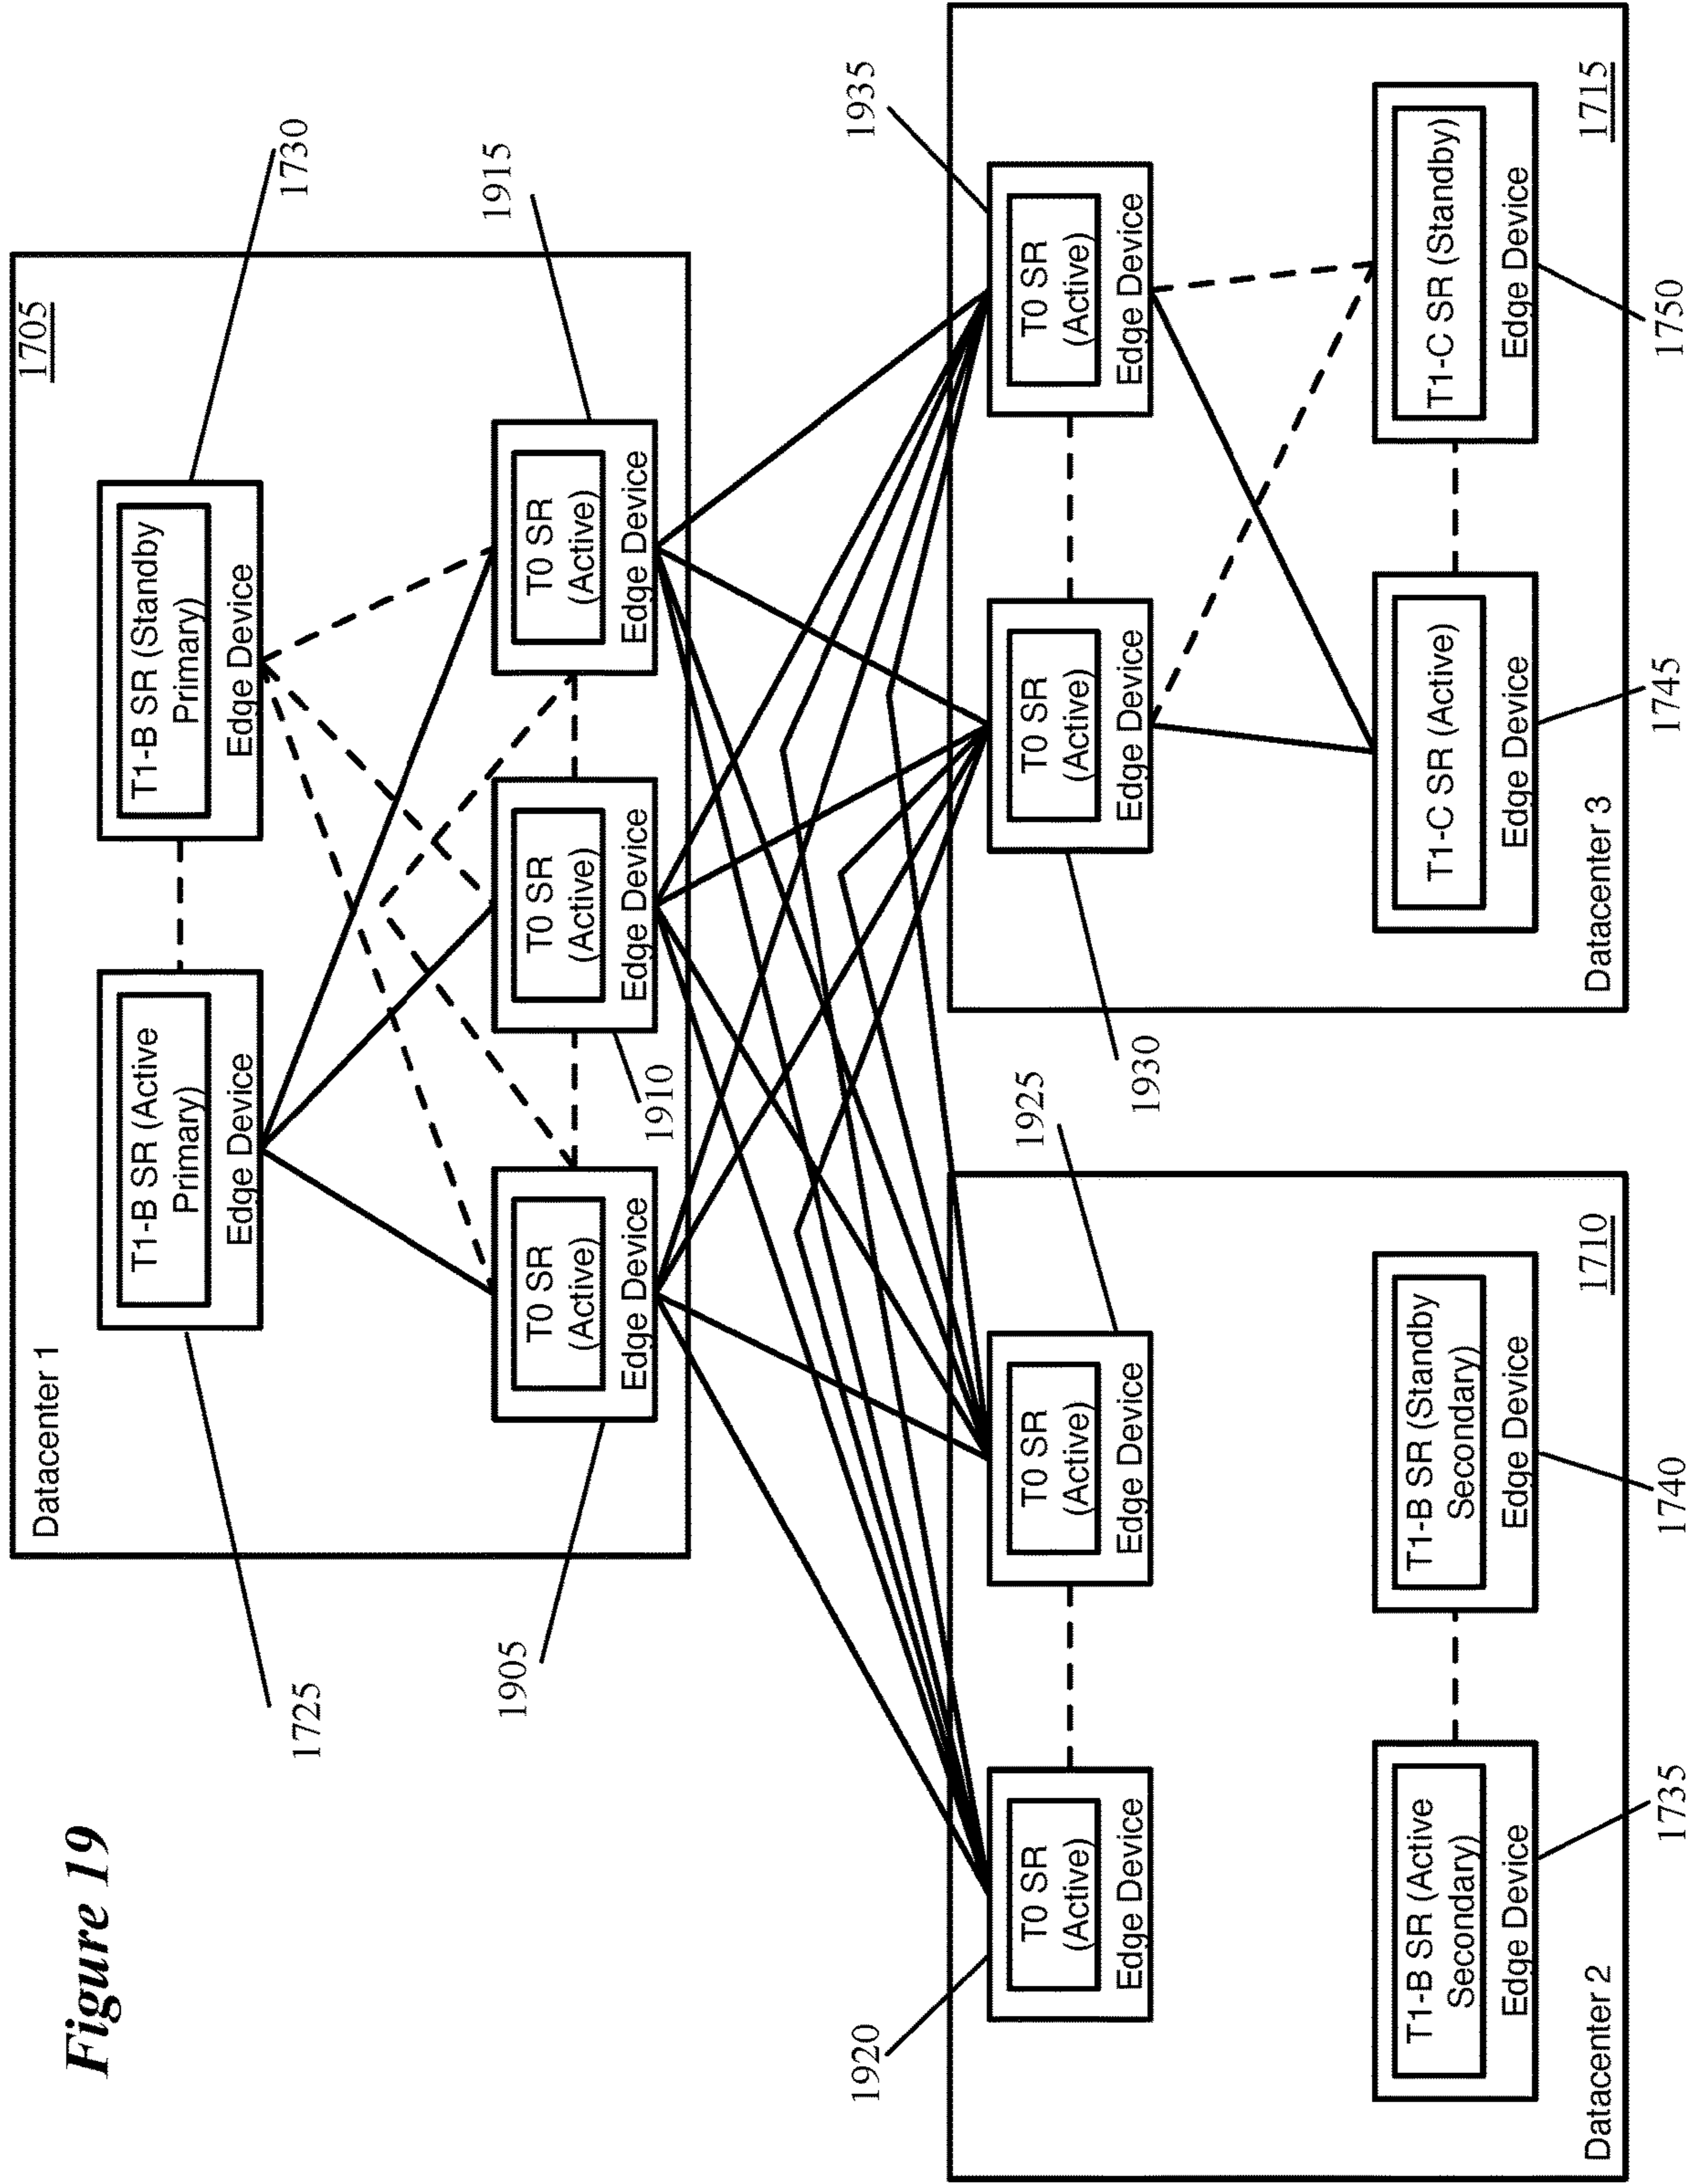 Figure 19
Datacenter 1
1705
1725
T1-B SR (Active
Primary)
Edge Device
1730
T1-B SR (Standby
Primary)
Edge Device
1905
T0 SR
(Active)
Edge Device
1910
T0 SR
(Active)
Edge Device
1915
T0 SR
(Active)
Edge Device
1920
T0 SR
(Active)
Edge Device
1925
T0 SR
(Active)
Edge Device
T1-B SR (Active
Secondary)
Edge Device
1735
T1-B SR (Standby
Secondary)
Edge Device
1740
Datacenter 2
1710
1930
T0 SR
(Active)
Edge Device
1935
T0 SR
(Active)
Edge Device
T1-C SR (Active)
Edge Device
1745
T1-C SR (Standby)
Edge Device
1750
Datacenter 3
1715